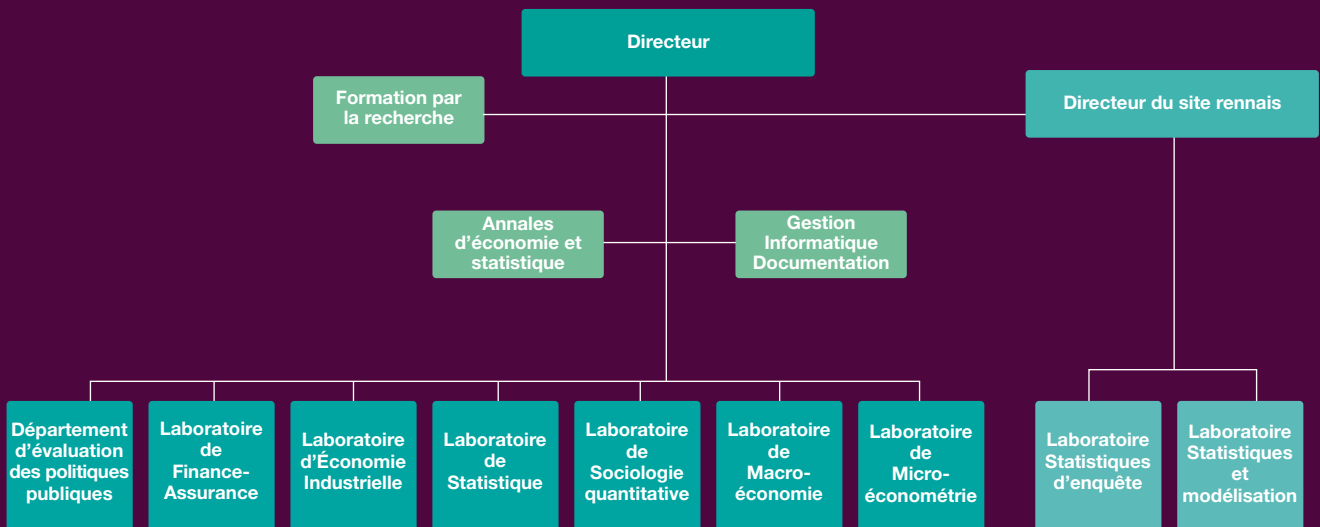 Directeur
Formation par
la recherche
Directeur du site rennais
Annales
d’économie et
statistique
Gestion
Informatique
Documentation
Département
d’évaluation
des politiques
publiques
Laboratoire
de
Finance-
Assurance
Laboratoire
d’Économie
Industrielle
Laboratoire
de
Statistique
Laboratoire
de
Sociologie
quantitative
Laboratoire
de
Macro-
économie
Laboratoire
de
Micro-
économétrie
Laboratoire
Statistiques
d’enquête
Laboratoire
Statistiques
et
modélisation